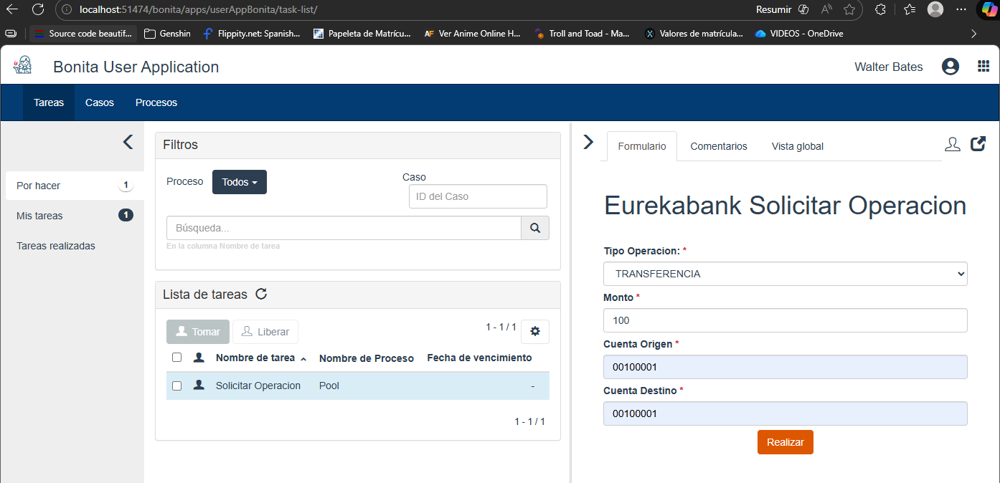 localhost:51474/bonita/apps/userAppBonita/task-list/
Resumir
Source code beautif...
Genshin
Flippity.net: Spanish...
Papeleta de Matrícu...
AF Ver Anime Online H...
Troll and Toad - Ma...
X Valores de matrícula...
VIDEOS - OneDrive
Bonita User Application
Walter Bates
Tareas Casos Procesos
Por hacer 1
Mis tareas 1
Tareas realizadas
Filtros
Proceso Todos
Caso
ID del Caso
Búsqueda...
En la columna Nombre de tarea
Lista de tareas
Tomar Liberar
1 - 1 / 1
Nombre de tarea Nombre de Proceso Fecha de vencimiento
Solicitar Operacion Pool -
1 - 1 / 1
Formulario Comentarios Vista global
Eurekabank Solicitar Operacion
Tipo Operacion: *
TRANSFERENCIA
Monto *
100
Cuenta Origen *
00100001
Cuenta Destino *
00100001
Realizar